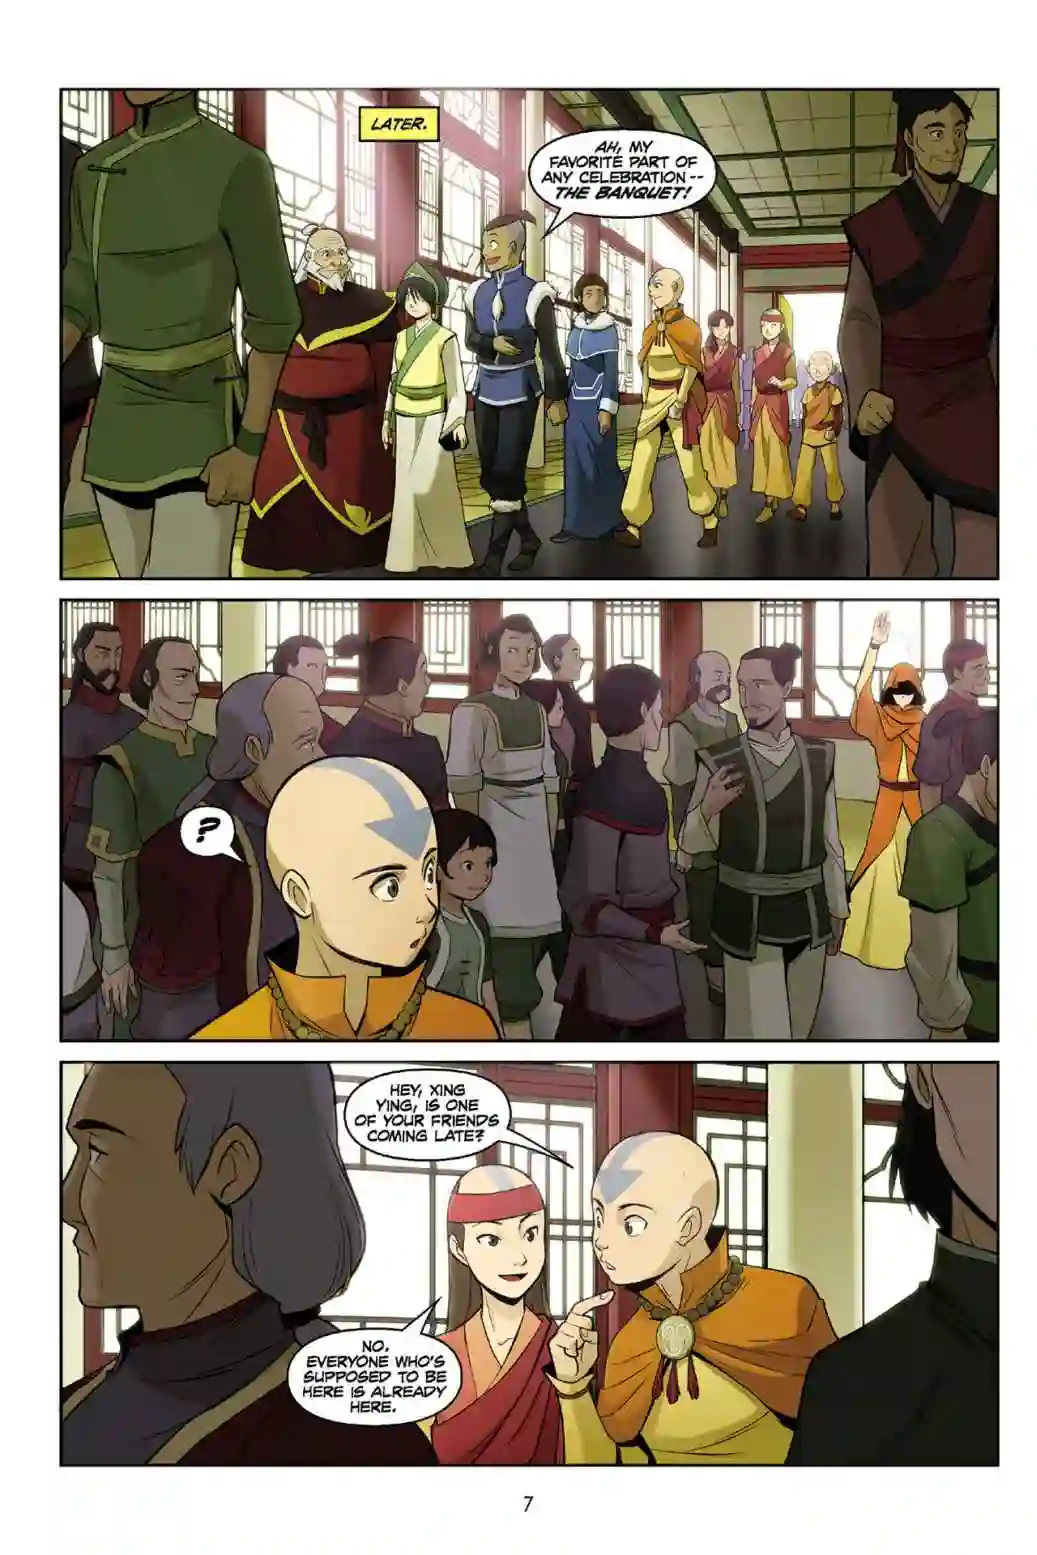 LATER.
AH, MY
FAVORITE PART OF
ANY CELEBRATION--
THE BANQUET!
?
HEY, XING
YING, IS ONE
OF YOUR FRIENDS
COMING LATE?
NO.
EVERYONE WHO'S
SUPPOSED TO BE
HERE IS ALREADY
HERE.
7